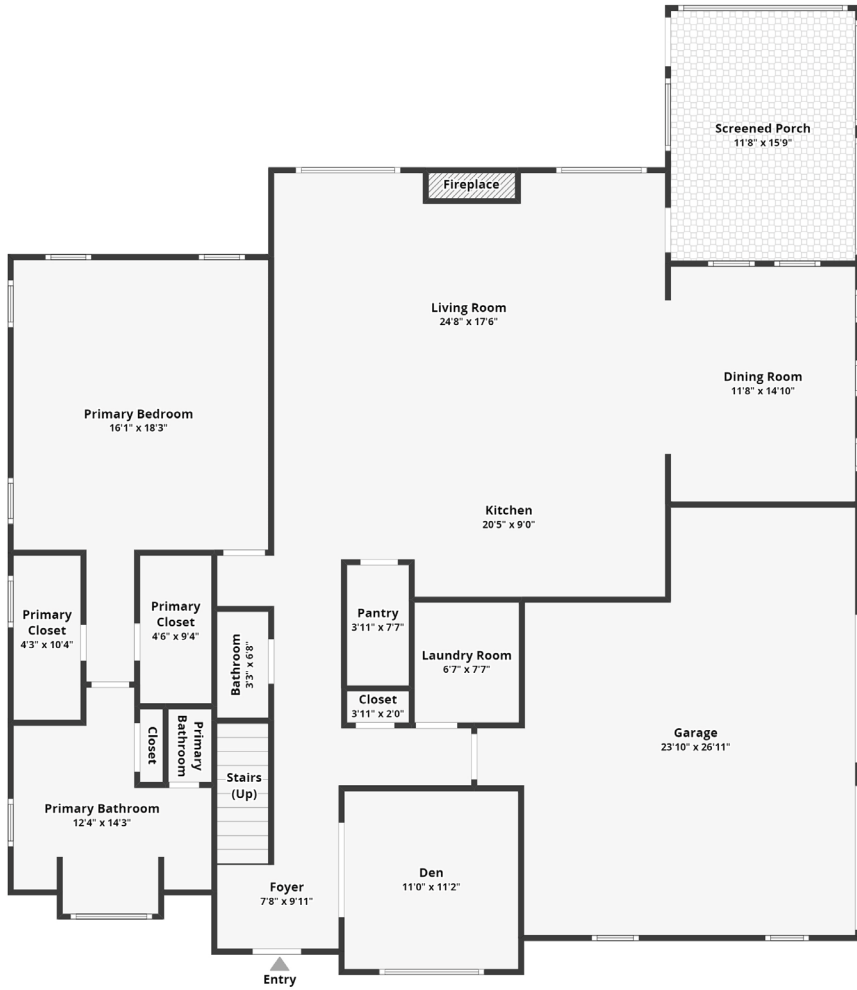 Screened Porch
11'8" x 15'9"
Fireplace
Living Room
24'8" x 17'6"
Dining Room
11'8" x 14'10"
Primary Bedroom
16'1" x 18'3"
Kitchen
20'5" x 9'0"
Primary
Closet
4'3" x 10'4"
Primary
Closet
4'6" x 9'4"
Bathroom
3'3" x 6'8"
Pantry
3'11" x 7'7"
Laundry Room
6'7" x 7'7"
Closet
3'11" x 2'0"
Closet
Primary
Bathroom
Stairs
(Up)
Garage
23'10" x 26'11"
Primary Bathroom
12'4" x 14'3"
Foyer
7'8" x 9'11"
Den
11'0" x 11'2"
Entry